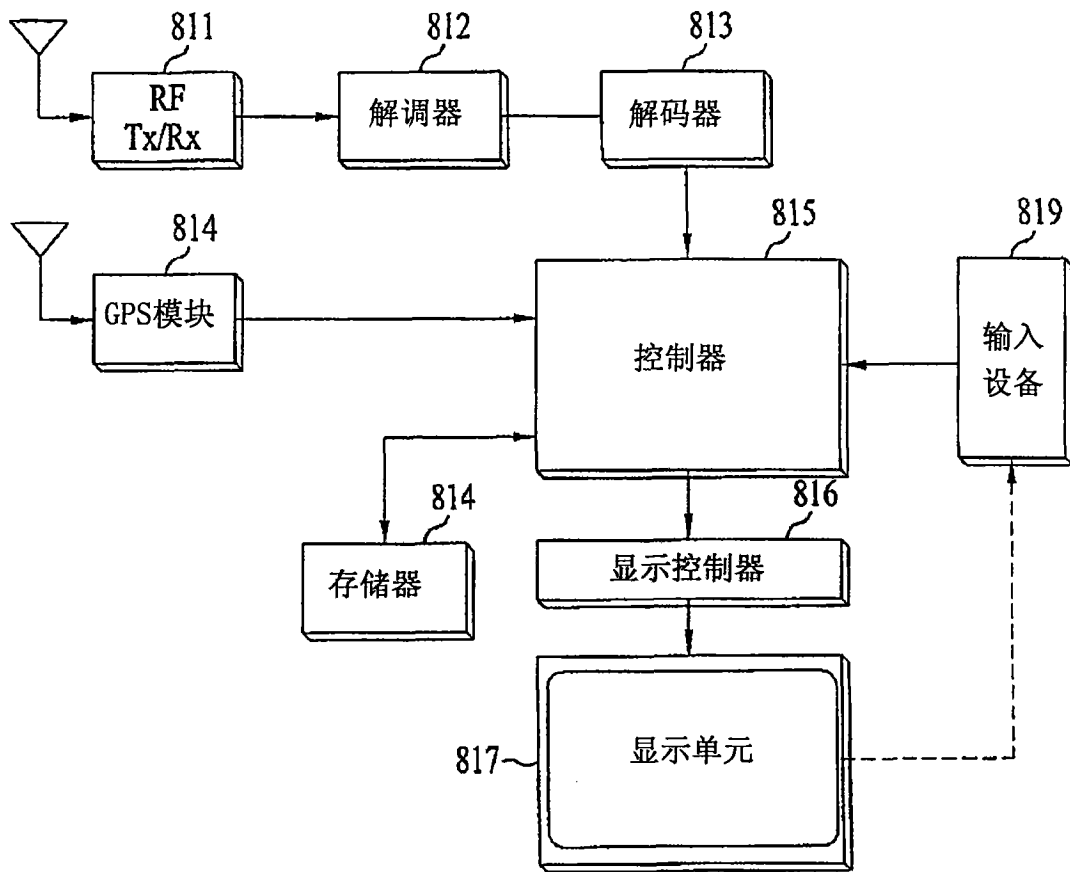 811
RF
Tx/Rx
812
解调器
813
解码器
814
GPS模块
815
控制器
819
输入
设备
814
存储器
816
显示控制器
817
显示单元